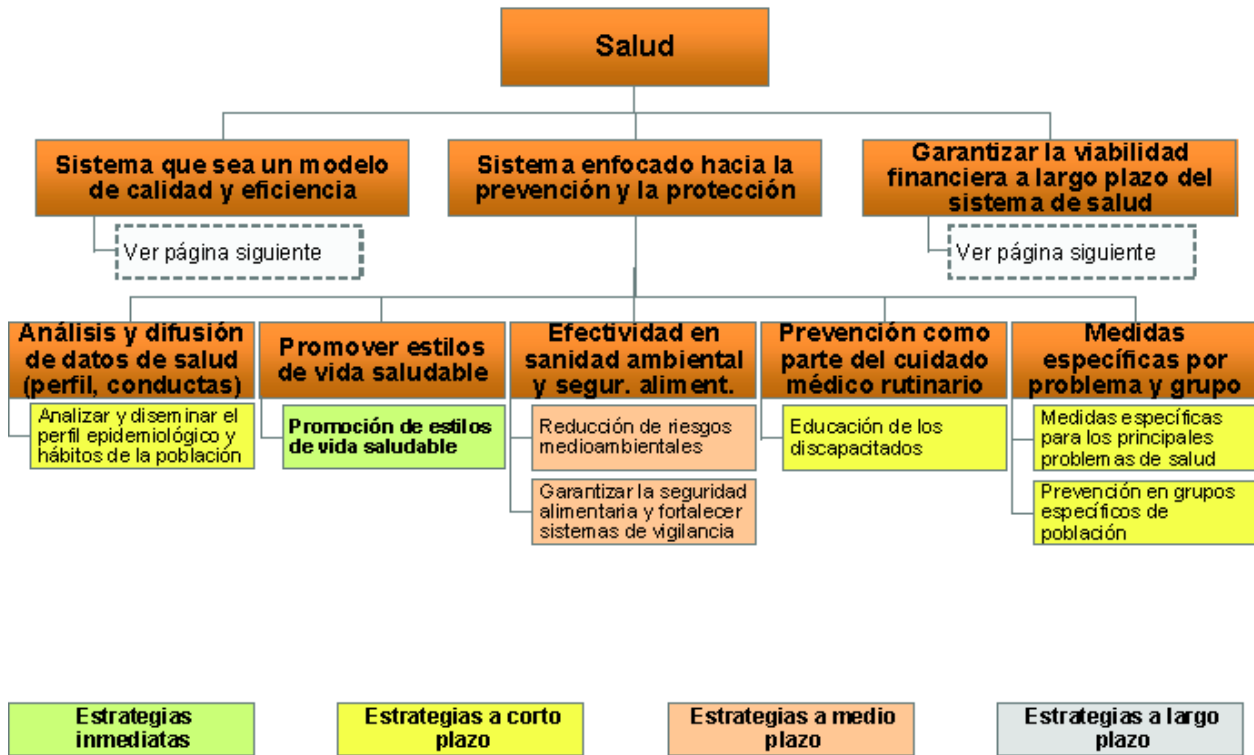 Salud
Sistema que sea un modelo
de calidad y eficiencia
Sistema enfocado hacia la
prevención y la protección
Garantizar la viabilidad
financiera a largo plazo del
sistema de salud
Ver página siguiente
Ver página siguiente
Análisis y difusión
de datos de salud
(perfil, conductas)
Promover estilos
de vida saludable
Efectividad en
sanidad ambiental
y segur. aliment.
Prevención como
parte del cuidado
médico rutinario
Medidas
específicas por
problema y grupo
Analizar y diseminar el
perfil epidemiológico y
hábitos de la población
Promoción de estilos
de vida saludable
Reducción de riesgos
medioambientales
Garantizar la seguridad
alimentaria y fortalecer
sistemas de vigilancia
Educación de los
discapacitados
Medidas específicas
para los principales
problemas de salud
Prevención en grupos
específicos de
población
Estrategias
inmediatas
Estrategias a corto
plazo
Estrategias a medio
plazo
Estrategias a largo
plazo